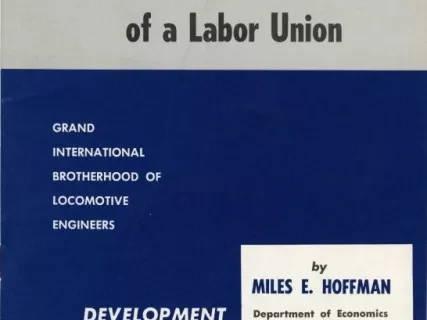 of a Labor Union
GRAND
INTERNATIONAL
BROTHERHOOD OF
LOCOMOTIVE
ENGINEERS
by
MILES E. HOFFMAN
DEVELOPMENT
Department of Economics